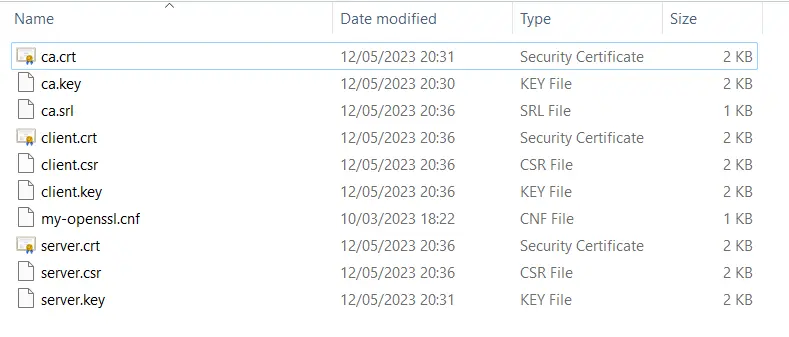 Name Date modified Type Size
ca.crt 12/05/2023 20:31 Security Certificate 2 KB
ca.key 12/05/2023 20:30 KEY File 2 KB
ca.srl 12/05/2023 20:36 SRL File 1 KB
client.crt 12/05/2023 20:36 Security Certificate 2 KB
client.csr 12/05/2023 20:36 CSR File 2 KB
client.key 12/05/2023 20:36 KEY File 2 KB
my-openssl.cnf 10/03/2023 18:22 CNF File 1 KB
server.crt 12/05/2023 20:36 Security Certificate 2 KB
server.csr 12/05/2023 20:36 CSR File 2 KB
server.key 12/05/2023 20:31 KEY File 2 KB